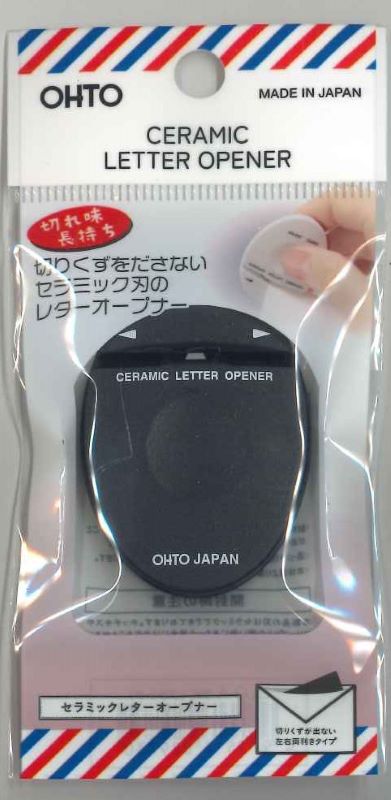 OHTO
MADE IN JAPAN
CERAMIC
LETTER OPENER
切れ味
長持ち
切りくずをださない
セラミック刃の
レターオープナー
CERAMIC LETTER OPENER
OHTO JAPAN
セラミックレターオープナー
切りくずが出ない
左右両利きタイプ